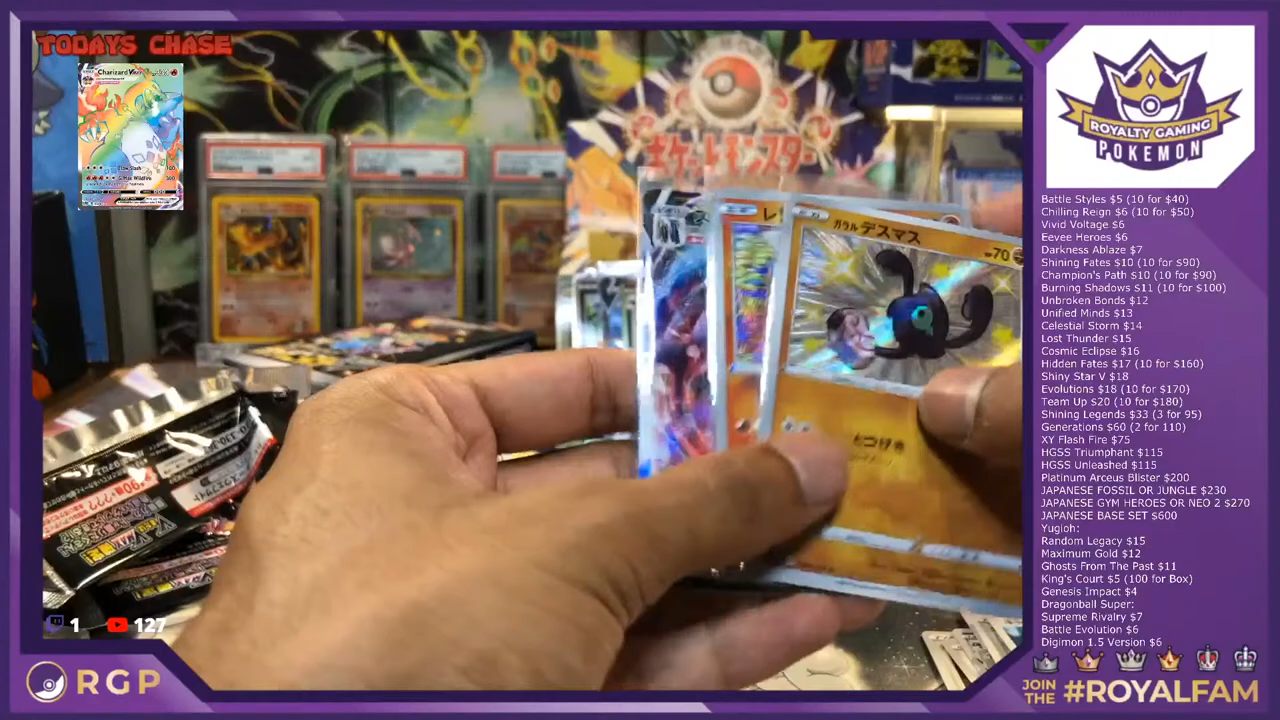 TODAYS CHASE
Charizard
Claw Slash
G-Max Wildfire 300
ポケットモンスター
ガラル デスマス
70
1
127
RGP
ROYALTY GAMING
POKEMON
Battle Styles $5 (10 for $40)
Chilling Reign $6 (10 for $50)
Vivid Voltage $6
Eevee Heroes $6
Darkness Ablaze $7
Shining Fates $10 (10 for $90)
Champion's Path $10 (10 for $90)
Burning Shadows $11 (10 for $100)
Unbroken Bonds $12
Unified Minds $13
Celestial Storm $14
Lost Thunder $15
Cosmic Eclipse $16
Hidden Fates $17 (10 for $160)
Shiny Star V $18
Evolutions $18 (10 for $170)
Team Up $20 (10 for $180)
Shining Legends $33 (3 for 95)
Generations $60 (2 for 110)
XY Flash Fire $75
HGSS Triumphant $115
HGSS Unleashed $115
Platinum Arceus Blister $200
JAPANESE FOSSIL OR JUNGLE $230
JAPANESE GYM HEROES OR NEO 2 $270
JAPANESE BASE SET $600
Yugioh:
Random Legacy $15
Maximum Gold $12
Ghosts From The Past $11
King's Court $5 (100 for Box)
Genesis Impact $4
Dragonball Super:
Supreme Rivalry $7
Battle Evolution $6
Digimon 1.5 Version $6
JOIN THE #ROYALFAM